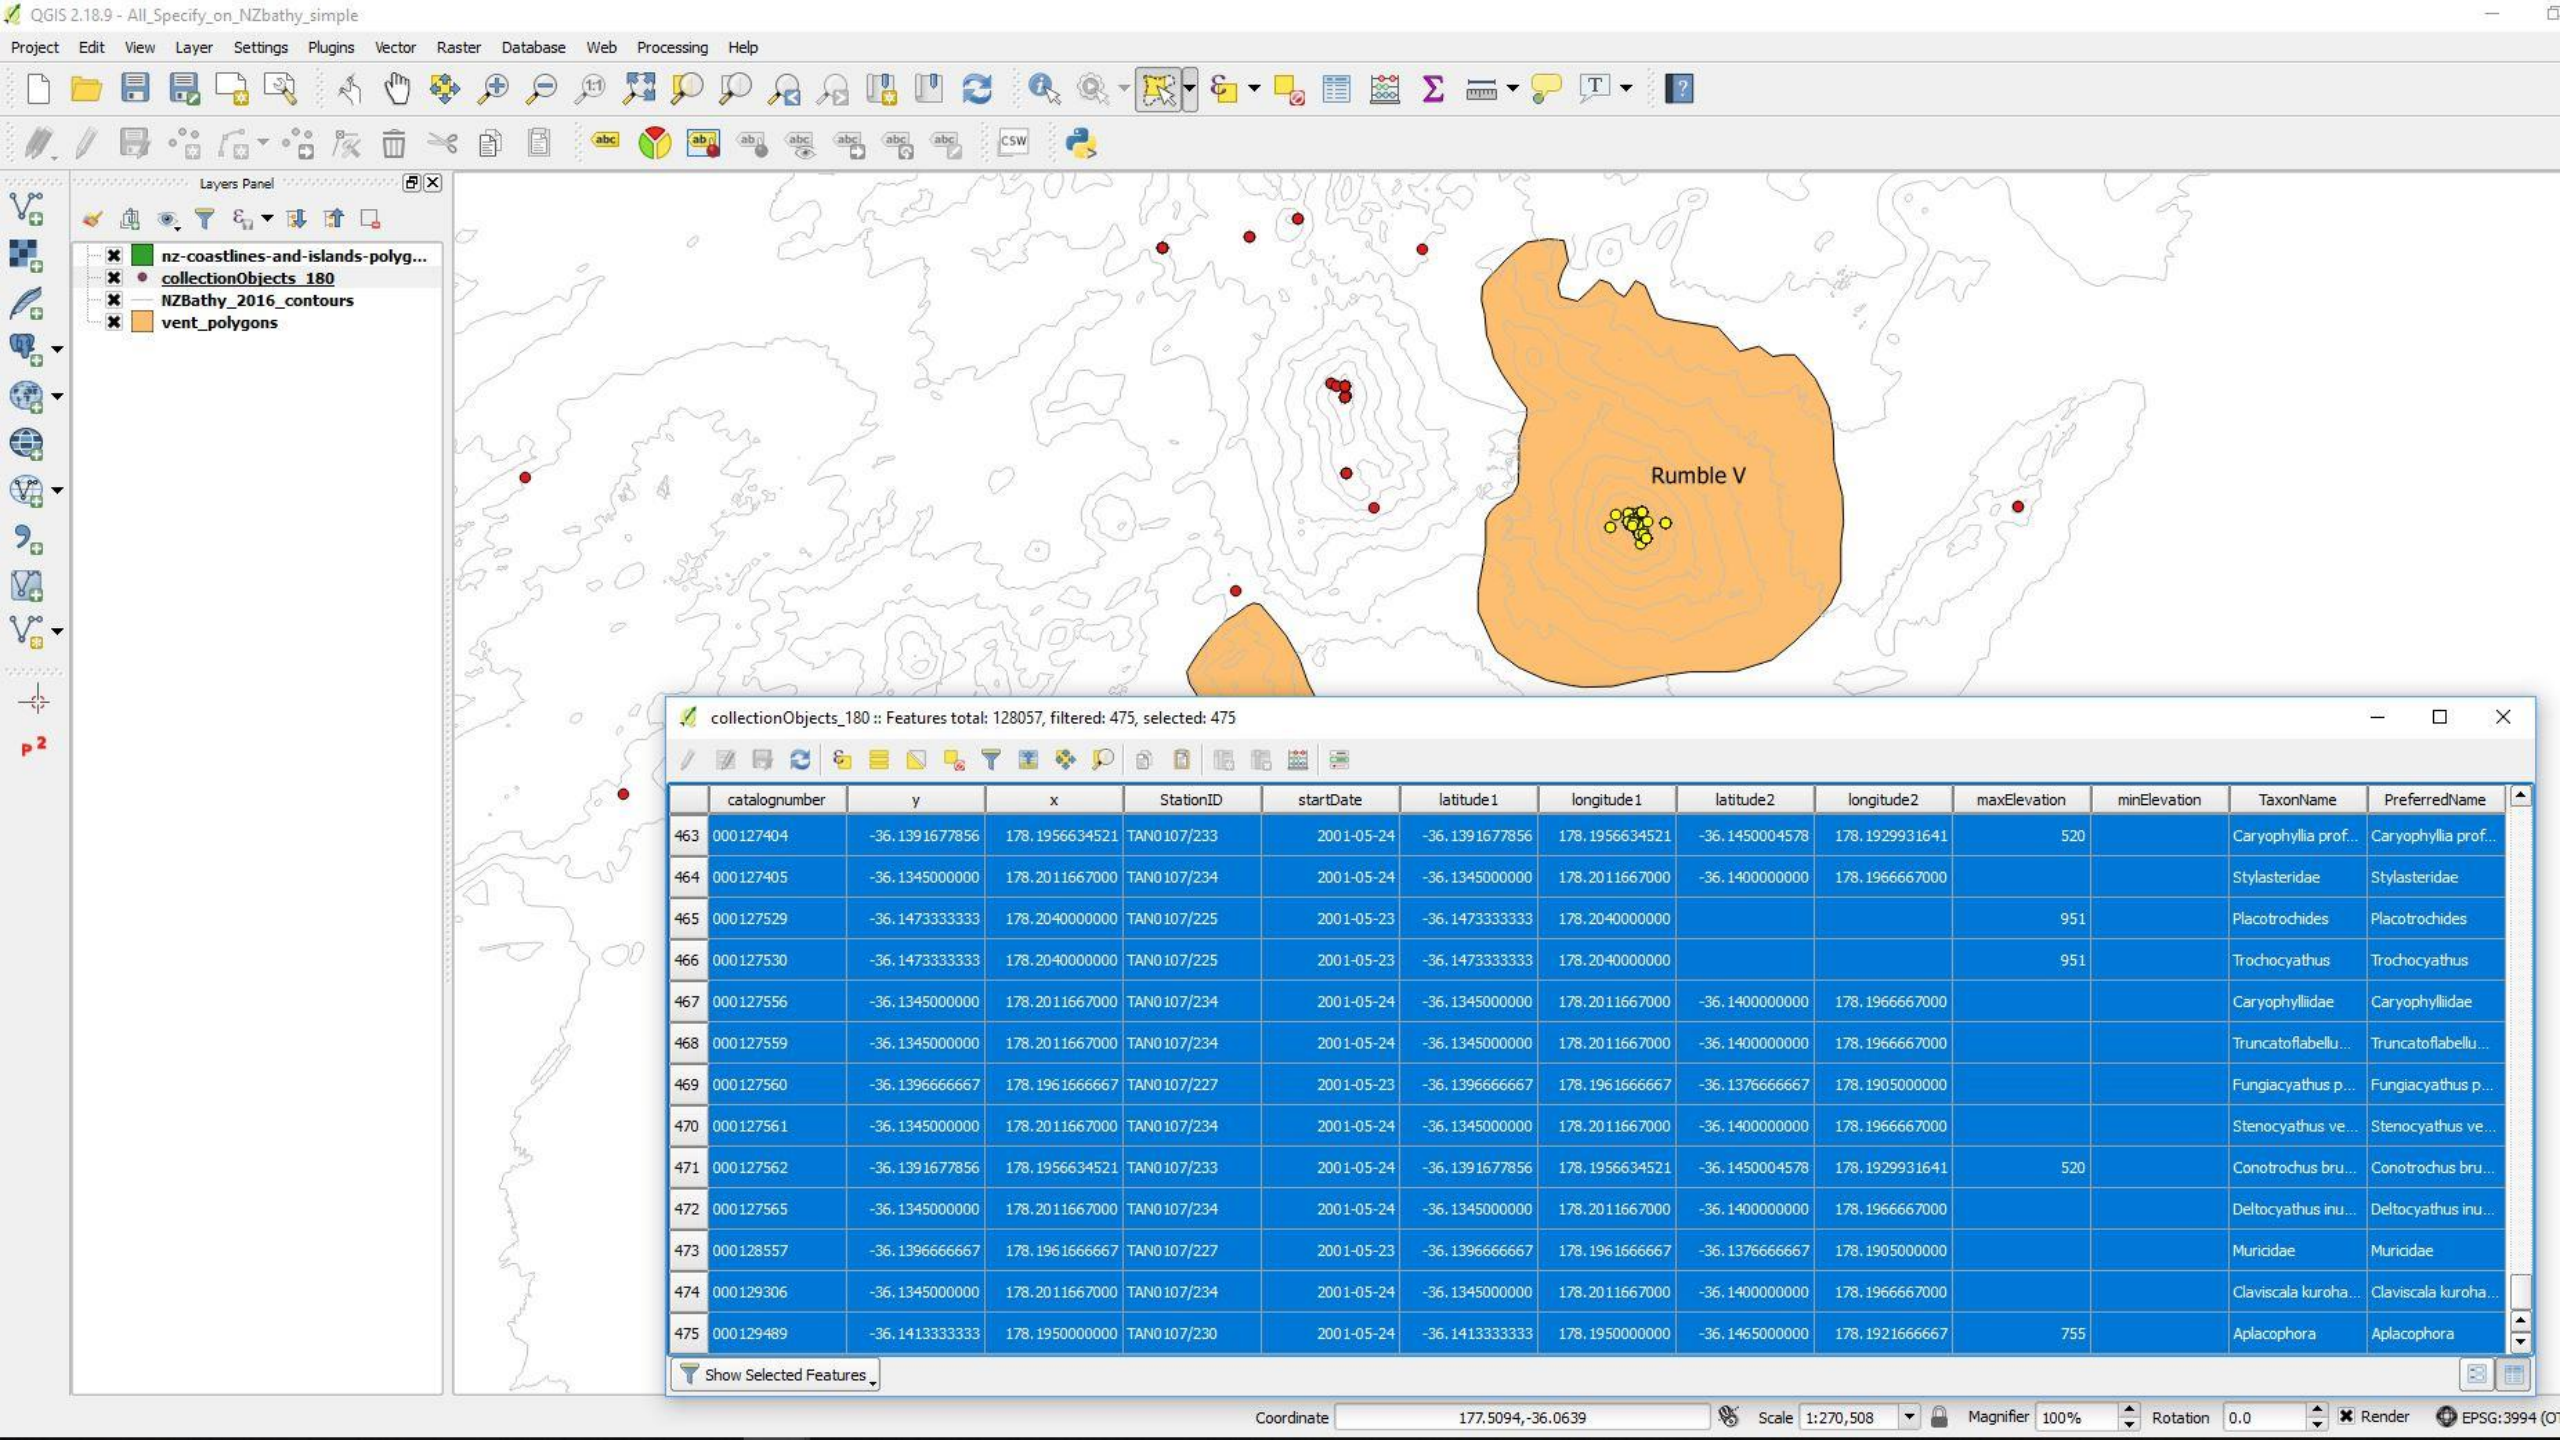 QGIS 2.18.9 - All_Specify_on_NZbathy_simple
Project Edit View Layer Settings Plugins Vector Raster Database Web Processing Help
1:1 Σ T ?
abc ab ab abc abc abc abc CSW
Layers Panel
nz-coastlines-and-islands-polyg...
collectionObjects_180
NZBathy_2016_contours
vent_polygons
Rumble V
P 2
collectionObjects_180 :: Features total: 128057, filtered: 475, selected: 475
catalognumber y x StationID startDate latitude1 longitude1 latitude2 longitude2 maxElevation minElevation TaxonName PreferredName
463 000127404 -36.1391677856 178.1956634521 TAN0107/233 2001-05-24 -36.1391677856 178.1956634521 -36.1450004578 178.1929931641 520 Caryophyllia prof... Caryophyllia prof...
464 000127405 -36.1345000000 178.2011667000 TAN0107/234 2001-05-24 -36.1345000000 178.2011667000 -36.1400000000 178.1966667000 Stylasteridae Stylasteridae
465 000127529 -36.1473333333 178.2040000000 TAN0107/225 2001-05-23 -36.1473333333 178.2040000000 951 Placotrochides Placotrochides
466 000127530 -36.1473333333 178.2040000000 TAN0107/225 2001-05-23 -36.1473333333 178.2040000000 951 Trochocyathus Trochocyathus
467 000127556 -36.1345000000 178.2011667000 TAN0107/234 2001-05-24 -36.1345000000 178.2011667000 -36.1400000000 178.1966667000 Caryophylliidae Caryophylliidae
468 000127559 -36.1345000000 178.2011667000 TAN0107/234 2001-05-24 -36.1345000000 178.2011667000 -36.1400000000 178.1966667000 Truncatoflabellu... Truncatoflabellu...
469 000127560 -36.1396666667 178.1961666667 TAN0107/227 2001-05-23 -36.1396666667 178.1961666667 -36.1376666667 178.1905000000 Fungiacyathus p... Fungiacyathus p...
470 000127561 -36.1345000000 178.2011667000 TAN0107/234 2001-05-24 -36.1345000000 178.2011667000 -36.1400000000 178.1966667000 Stenocyathus ve... Stenocyathus ve...
471 000127562 -36.1391677856 178.1956634521 TAN0107/233 2001-05-24 -36.1391677856 178.1956634521 -36.1450004578 178.1929931641 520 Conotrochus bru... Conotrochus bru...
472 000127565 -36.1345000000 178.2011667000 TAN0107/234 2001-05-24 -36.1345000000 178.2011667000 -36.1400000000 178.1966667000 Deltocyathus inu... Deltocyathus inu...
473 000128557 -36.1396666667 178.1961666667 TAN0107/227 2001-05-23 -36.1396666667 178.1961666667 -36.1376666667 178.1905000000 Muricidae Muricidae
474 000129306 -36.1345000000 178.2011667000 TAN0107/234 2001-05-24 -36.1345000000 178.2011667000 -36.1400000000 178.1966667000 Claviscala kuroha... Claviscala kuroha...
475 000129489 -36.1413333333 178.1950000000 TAN0107/230 2001-05-24 -36.1413333333 178.1950000000 -36.1465000000 178.1921666667 755 Aplacophora Aplacophora
Show Selected Features
Coordinate 177.5094,-36.0639 Scale 1:270,508 Magnifier 100% Rotation 0.0 Render EPSG:3994 (OT